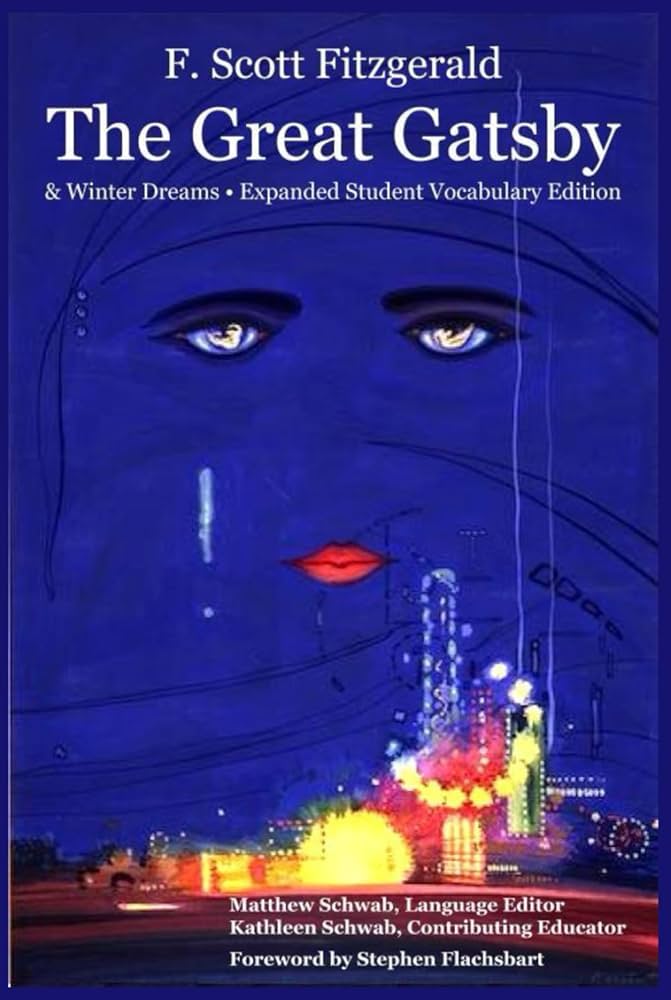 F. Scott Fitzgerald
The Great Gatsby
& Winter Dreams • Expanded Student Vocabulary Edition
Matthew Schwab, Language Editor
Kathleen Schwab, Contributing Educator
Foreword by Stephen Flachsbart